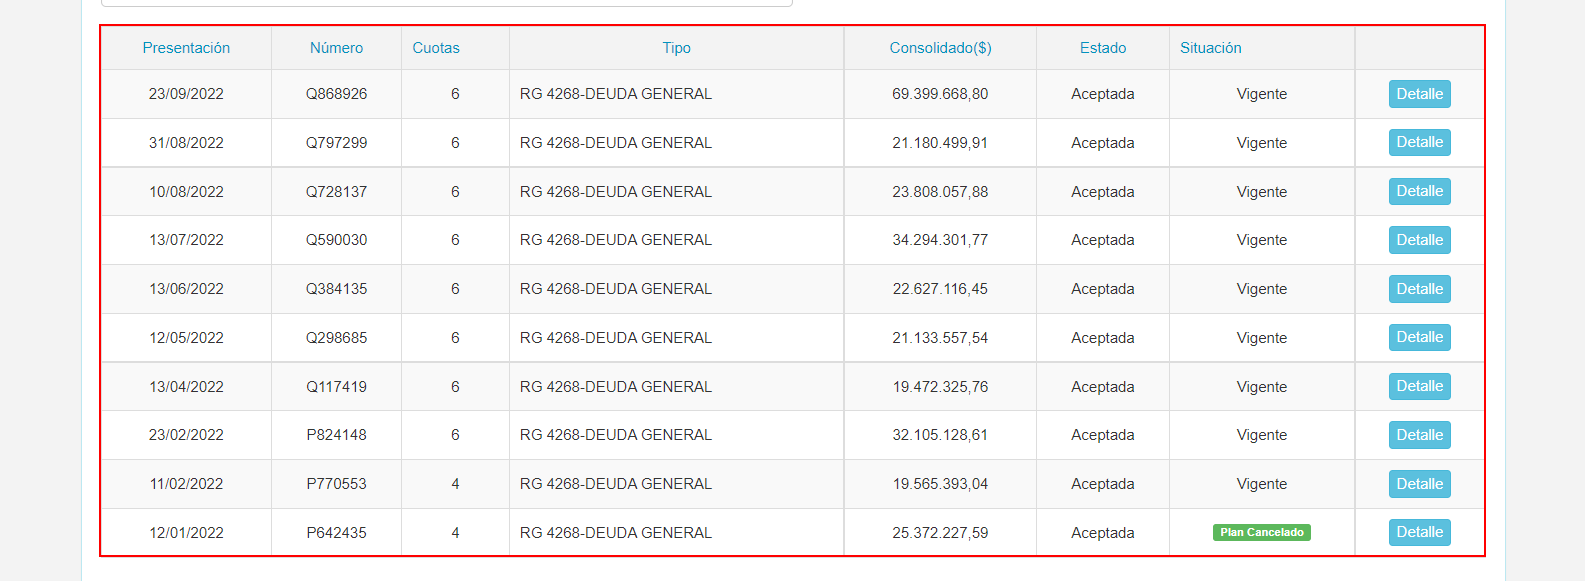 Presentación Número Cuotas Tipo Consolidado($) Estado Situación
23/09/2022 Q868926 6 RG 4268-DEUDA GENERAL 69.399.668,80 Aceptada Vigente Detalle
31/08/2022 Q797299 6 RG 4268-DEUDA GENERAL 21.180.499,91 Aceptada Vigente Detalle
10/08/2022 Q728137 6 RG 4268-DEUDA GENERAL 23.808.057,88 Aceptada Vigente Detalle
13/07/2022 Q590030 6 RG 4268-DEUDA GENERAL 34.294.301,77 Aceptada Vigente Detalle
13/06/2022 Q384135 6 RG 4268-DEUDA GENERAL 22.627.116,45 Aceptada Vigente Detalle
12/05/2022 Q298685 6 RG 4268-DEUDA GENERAL 21.133.557,54 Aceptada Vigente Detalle
13/04/2022 Q117419 6 RG 4268-DEUDA GENERAL 19.472.325,76 Aceptada Vigente Detalle
23/02/2022 P824148 6 RG 4268-DEUDA GENERAL 32.105.128,61 Aceptada Vigente Detalle
11/02/2022 P770553 4 RG 4268-DEUDA GENERAL 19.565.393,04 Aceptada Vigente Detalle
12/01/2022 P642435 4 RG 4268-DEUDA GENERAL 25.372.227,59 Aceptada Plan Cancelado Detalle